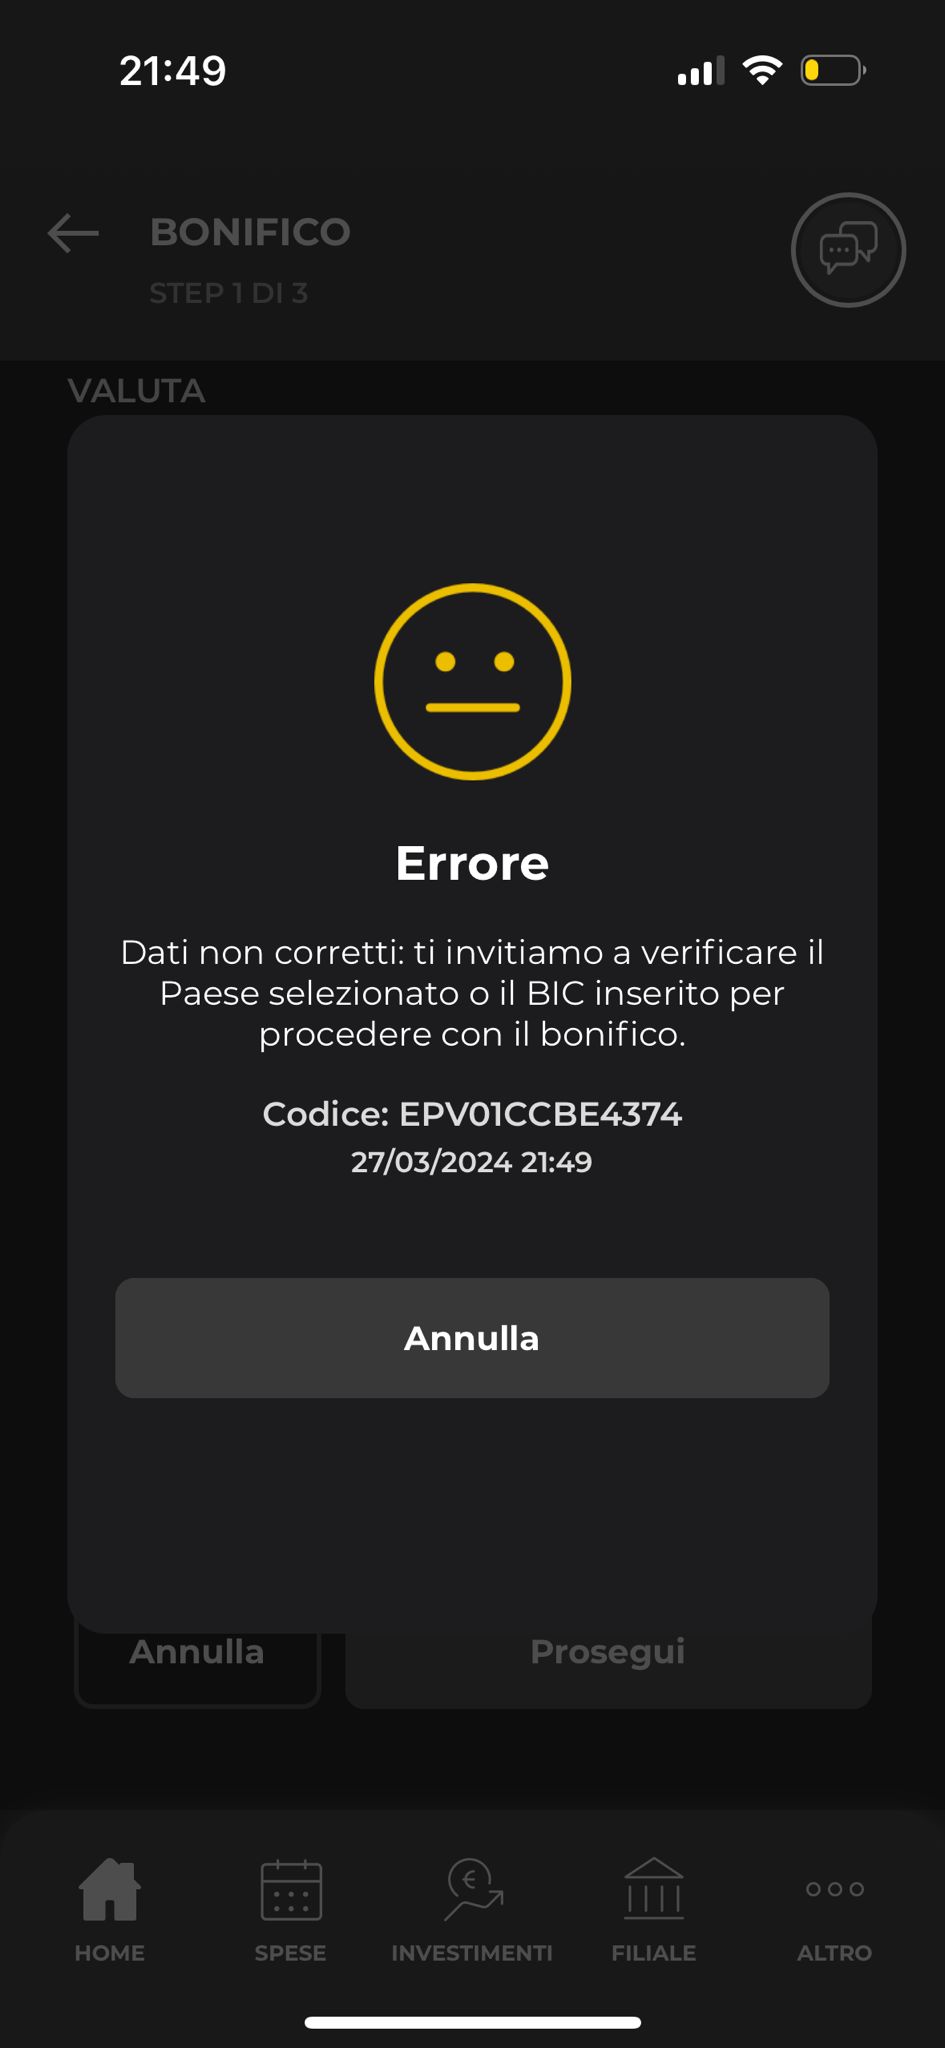 21:49
BONIFICO
STEP 1 DI 3
VALUTA
Errore
Dati non corretti: ti invitiamo a verificare il
Paese selezionato o il BIC inserito per
procedere con il bonifico.
Codice: EPV01CCBE4374
27/03/2024 21:49
Annulla
Annulla
Prosegui
HOME
SPESE
INVESTIMENTI
FILIALE
ALTRO